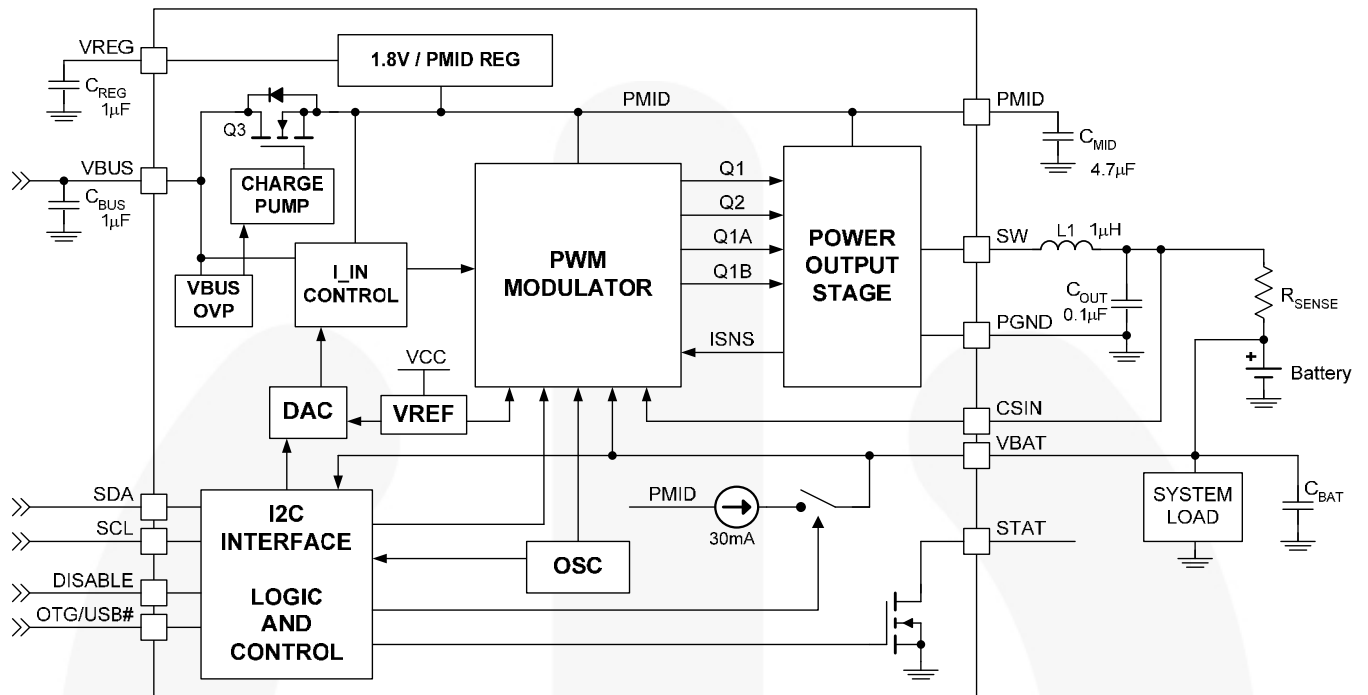 VREG
C_REG
1µF
1.8V / PMID REG
PMID
PMID
C_MID
4.7µF
Q3
VBUS
C_BUS
1µF
CHARGE
PUMP
VBUS
OVP
I_IN
CONTROL
PWM
MODULATOR
Q1
Q2
Q1A
Q1B
ISNS
POWER
OUTPUT
STAGE
SW
L1 1µH
C_OUT
0.1µF
R_SENSE
PGND
+
Battery
VCC
DAC
VREF
CSIN
VBAT
SDA
SCL
DISABLE
OTG/USB#
I2C
INTERFACE
LOGIC
AND
CONTROL
OSC
PMID
30mA
STAT
SYSTEM
LOAD
C_BAT